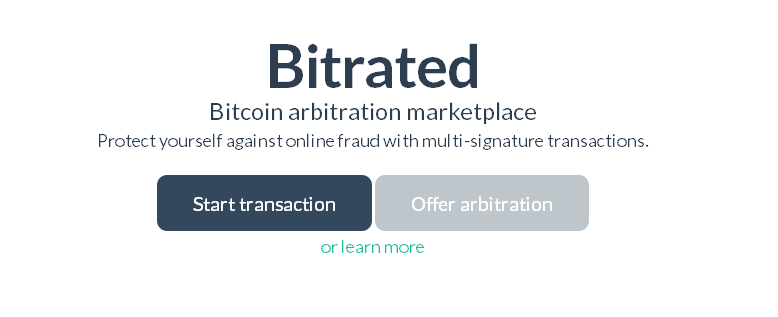 Bitrated
Bitcoin arbitration marketplace
Protect yourself against online fraud with multi-signature transactions.
Start transaction Offer arbitration
or learn more